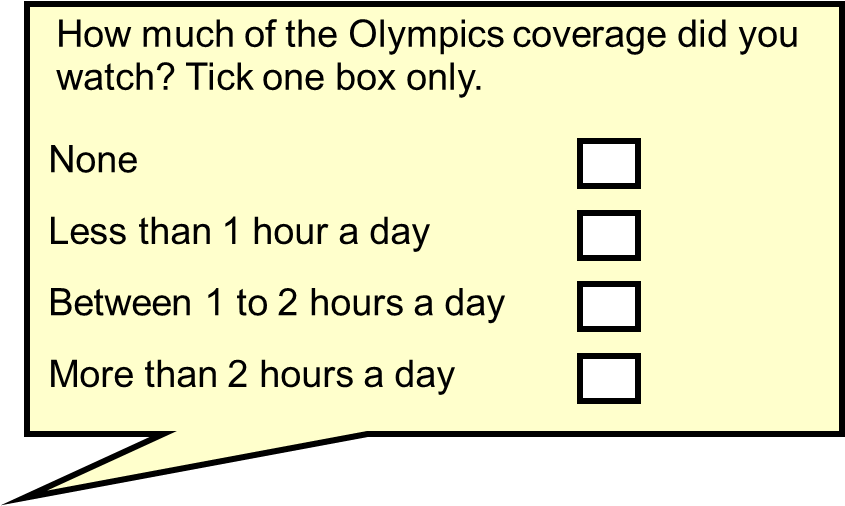 How much of the Olympics coverage did you
watch? Tick one box only.
None
Less than 1 hour a day
Between 1 to 2 hours a day
More than 2 hours a day